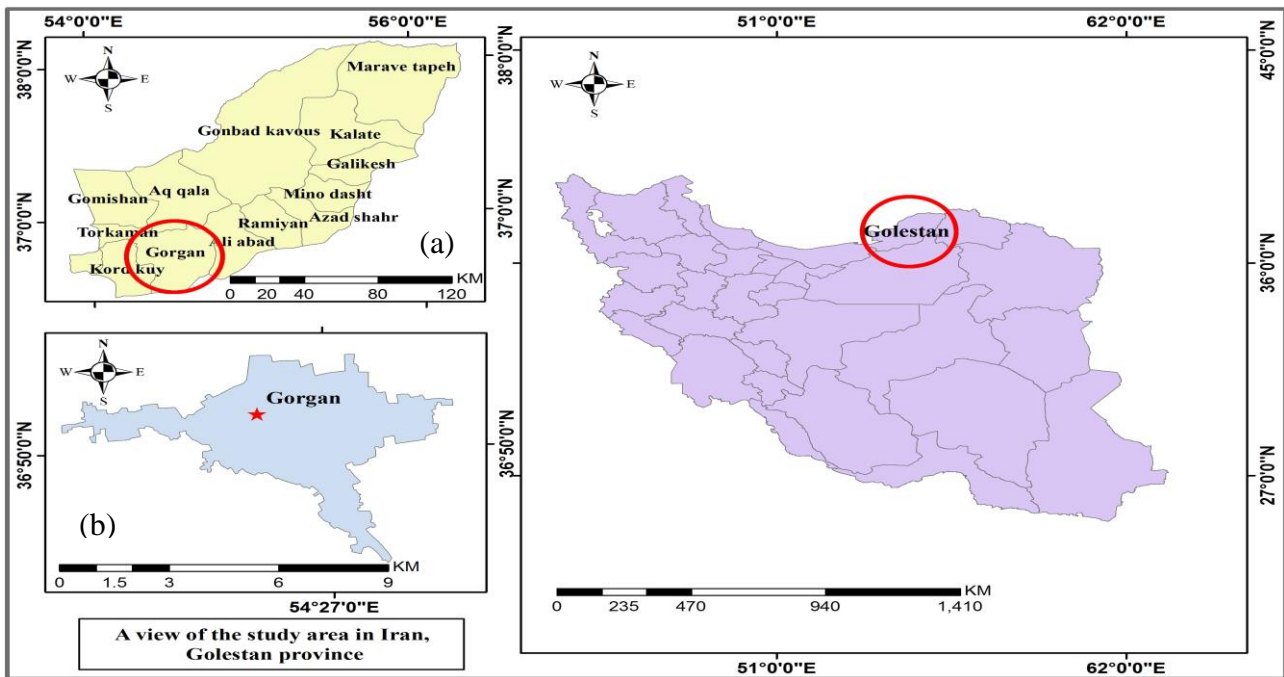 54°0'0"E
56°0'0"E
38°0'0"N
37°0'0"N
38°0'0"N
37°0'0"N
N
W
E
S
Marave tapeh
Gonbad kavous
Kalate
Galikesh
Aq qala
Mino dasht
Gomishan
Azad shahr
Ramiyan
Torkaman
Ali abad
Gorgan
Kord kuy
(a)
KM
0 20 40 80 120
N
W
E
S
Gorgan
36°50'0"N
36°50'0"N
(b)
KM
0 1.5 3 6 9
54°27'0"E
A view of the study area in Iran,
Golestan province
51°0'0"E
62°0'0"E
N
W
E
S
45°0'0"N
36°0'0"N
27°0'0"N
Golestan
KM
0 235 470 940 1,410
51°0'0"E
62°0'0"E